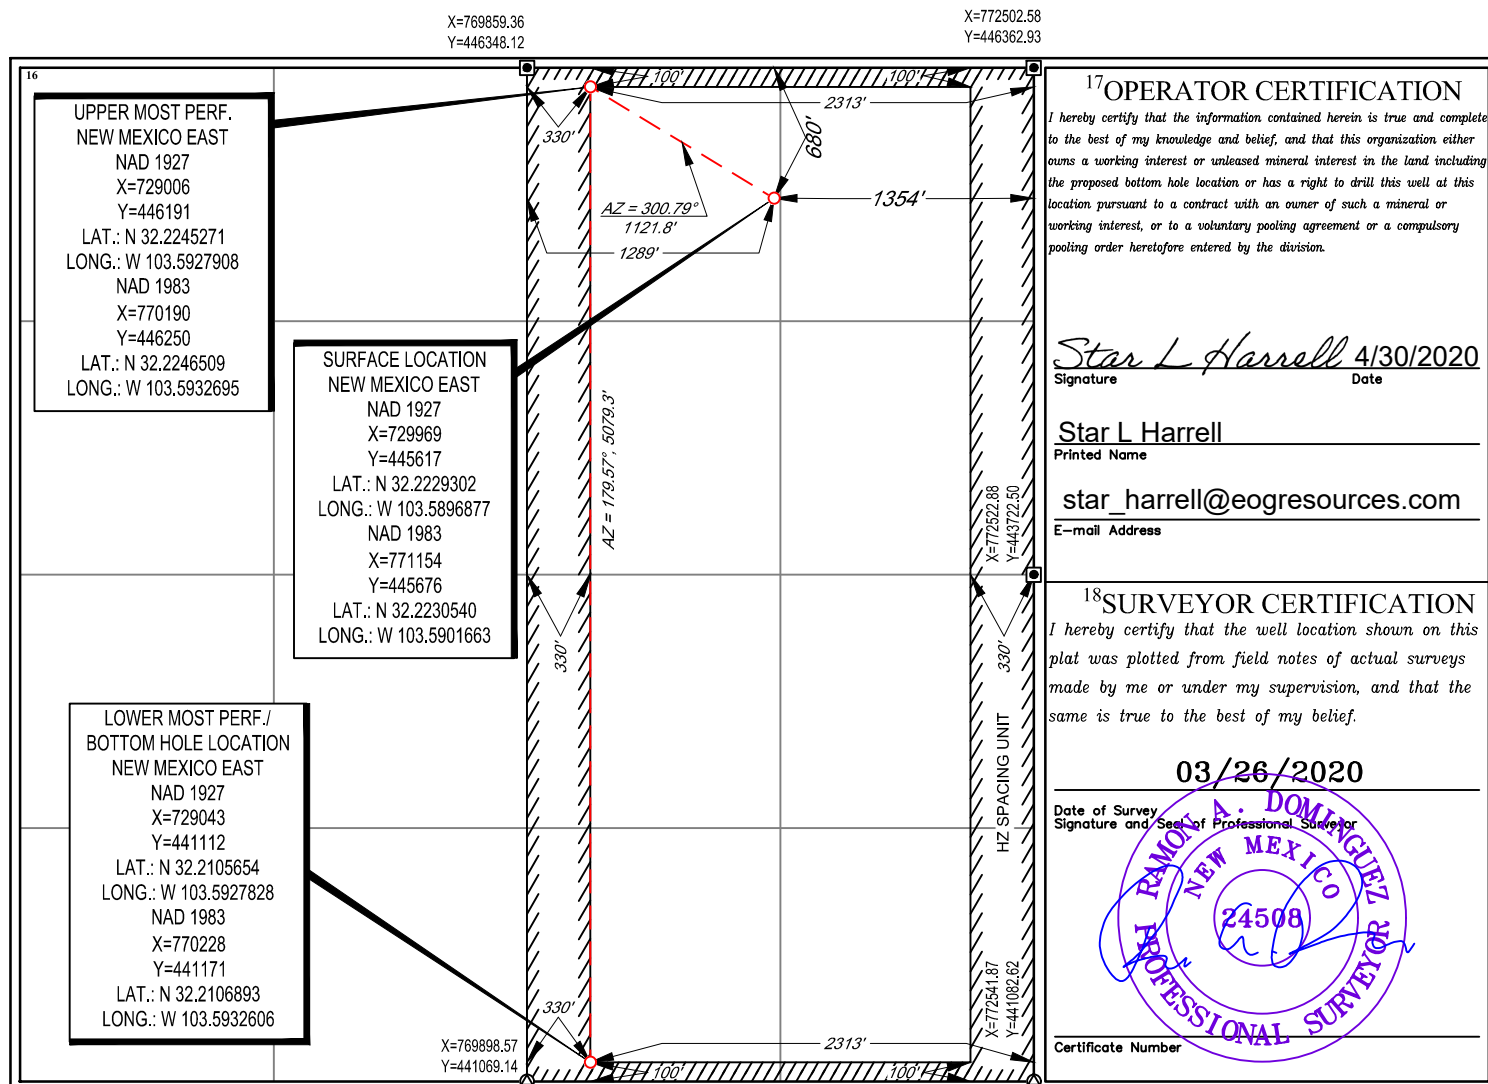 X=769859.36
Y=446348.12
X=772502.58
Y=446362.93
16
100'
100'
2313'
330'
680'
1354'
AZ = 300.79°
1121.8'
1289'
UPPER MOST PERF.
NEW MEXICO EAST
NAD 1927
X=729006
Y=446191
LAT.: N 32.2245271
LONG.: W 103.5927908
NAD 1983
X=770190
Y=446250
LAT.: N 32.2246509
LONG.: W 103.5932695
SURFACE LOCATION
NEW MEXICO EAST
NAD 1927
X=729969
Y=445617
LAT.: N 32.2229302
LONG.: W 103.5896877
NAD 1983
X=771154
Y=445676
LAT.: N 32.2230540
LONG.: W 103.5901663
AZ = 179.57°, 5079.3'
X=772522.88
Y=443722.50
330'
330'
HZ SPACING UNIT
LOWER MOST PERF./
BOTTOM HOLE LOCATION
NEW MEXICO EAST
NAD 1927
X=729043
Y=441112
LAT.: N 32.2105654
LONG.: W 103.5927828
NAD 1983
X=770228
Y=441171
LAT.: N 32.2106893
LONG.: W 103.5932606
X=772541.87
Y=441082.62
330'
X=769898.57
Y=441069.14
2313'
100'
100'
17OPERATOR CERTIFICATION
I hereby certify that the information contained herein is true and complete
to the best of my knowledge and belief, and that this organization either
owns a working interest or unleased mineral interest in the land including
the proposed bottom hole location or has a right to drill this well at this
location pursuant to a contract with an owner of such a mineral or
working interest, or to a voluntary pooling agreement or a compulsory
pooling order heretofore entered by the division.
Star L Harrell 4/30/2020
Signature Date
Star L Harrell
Printed Name
star_harrell@eogresources.com
E-mail Address
18SURVEYOR CERTIFICATION
I hereby certify that the well location shown on this
plat was plotted from field notes of actual surveys
made by me or under my supervision, and that the
same is true to the best of my belief.
03/26/2020
Date of Survey
Signature and Seal of Professional Surveyor
RAMON A. DOMINGUEZ
NEW MEXICO
24508
PROFESSIONAL SURVEYOR
Certificate Number